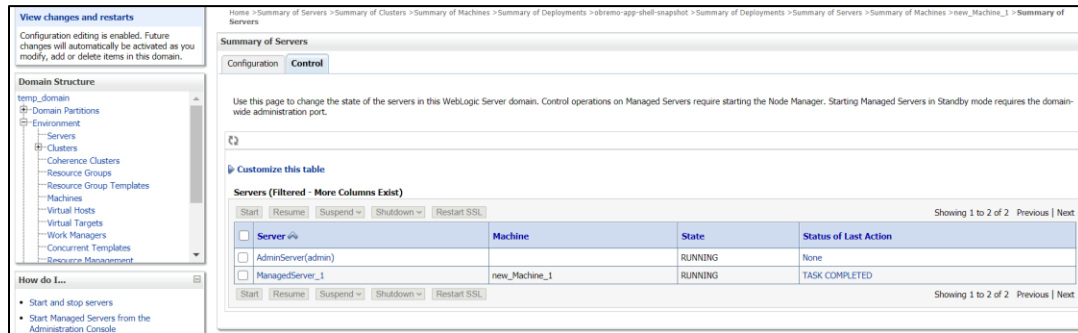 View changes and restarts
Configuration editing is enabled. Future
changes will automatically be activated as you
modify, add or delete items in this domain.
Domain Structure
temp_domain
Domain Partitions
Environment
Servers
Clusters
Coherence Clusters
Resource Groups
Resource Group Templates
Machines
Virtual Hosts
Virtual Targets
Work Managers
Concurrent Templates
Resource Management
How do I...
Start and stop servers
Start Managed Servers from the
Administration Console
Home >Summary of Servers >Summary of Clusters >Summary of Machines >Summary of Deployments >obremo-app-shell-snapshot >Summary of Deployments >Summary of Servers >Summary of Machines >new_Machine_1 >Summary of
Servers
Summary of Servers
Configuration Control
Use this page to change the state of the servers in this WebLogic Server domain. Control operations on Managed Servers require starting the Node Manager. Starting Managed Servers in Standby mode requires the domain-
wide administration port.
Customize this table
Servers (Filtered - More Columns Exist)
Start Resume Suspend Shutdown Restart SSL Showing 1 to 2 of 2 Previous | Next
Server Machine State Status of Last Action
AdminServer(admin) RUNNING None
ManagedServer_1 new_Machine_1 RUNNING TASK COMPLETED
Start Resume Suspend Shutdown Restart SSL Showing 1 to 2 of 2 Previous | Next